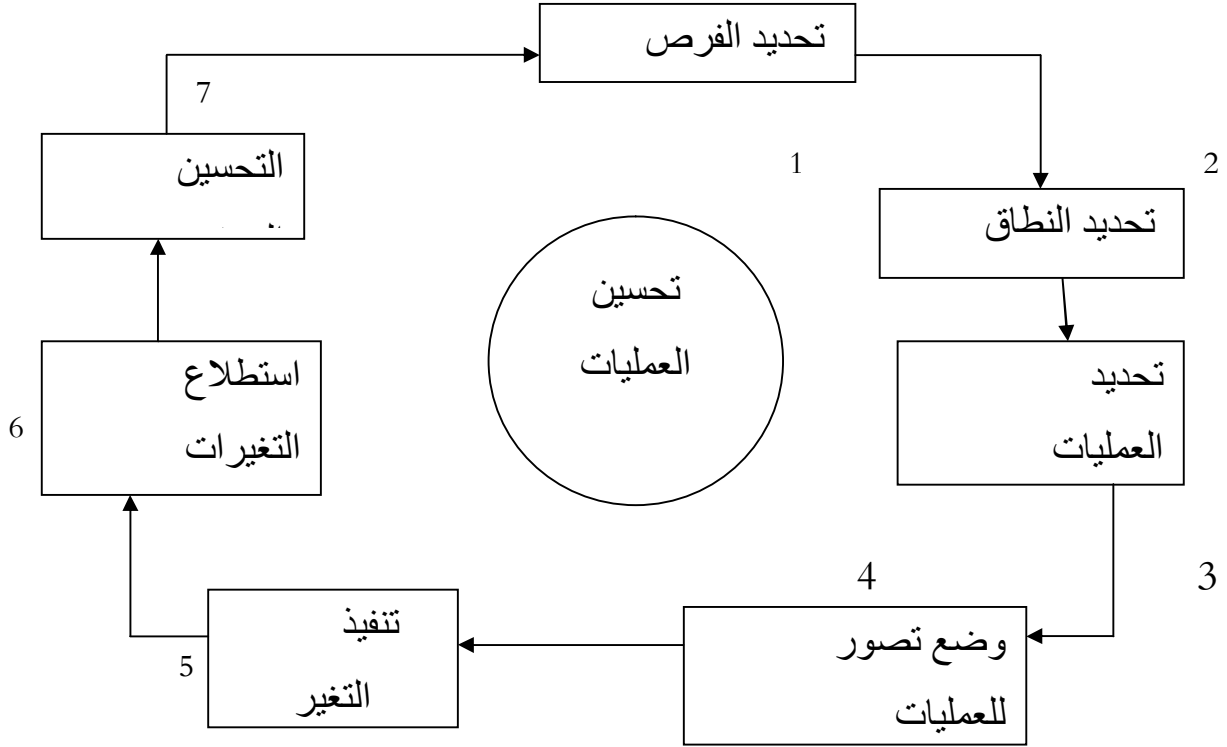 تحديد الفرص
1
2
تحديد النطاق
تحديد
العمليات
3
4
وضع تصور
للعمليات
5
تنفيذ
التغير
6
استطلاع
التغيرات
7
التحسين
تحسين
العمليات